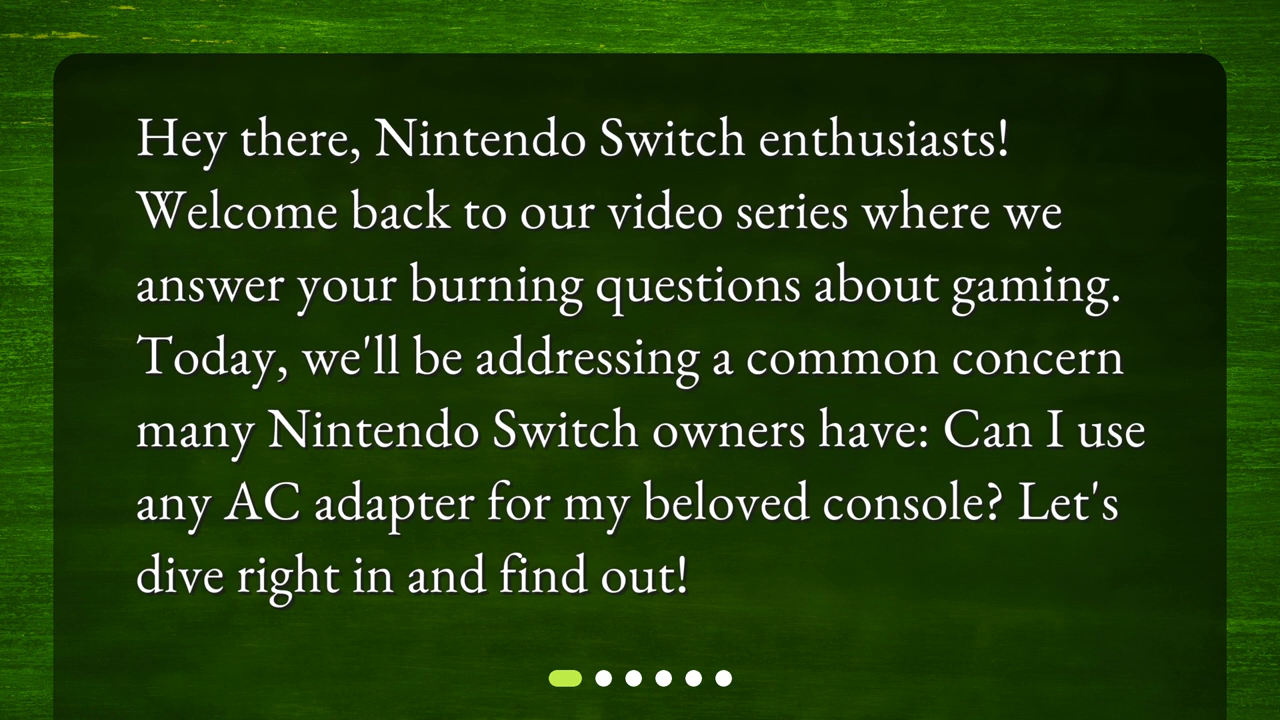 Hey there, Nintendo Switch enthusiasts!
Welcome back to our video series where we
answer your burning questions about gaming.
Today, we'll be addressing a common concern
many Nintendo Switch owners have: Can I use
any AC adapter for my beloved console? Let's
dive right in and find out!